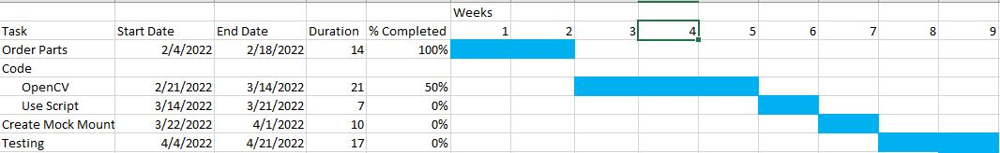 Weeks
Task Start Date End Date Duration % Completed 1 2 3 4 5 6 7 8 9
Order Parts 2/4/2022 2/18/2022 14 100%
Code
OpenCV 2/21/2022 3/14/2022 21 50%
Use Script 3/14/2022 3/21/2022 7 0%
Create Mock Mount 3/22/2022 4/1/2022 10 0%
Testing 4/4/2022 4/21/2022 17 0%